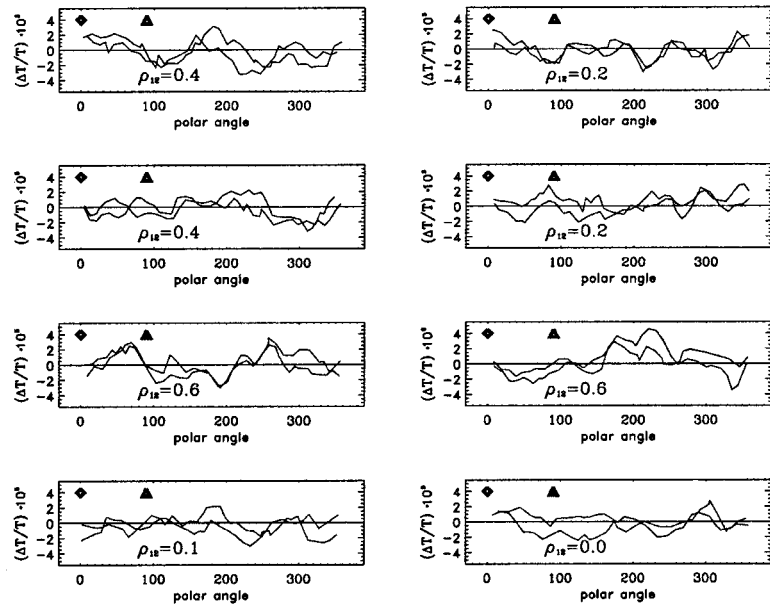 (ΔT/T) ·10⁵
4
2
0
−2
−4
ρ₁₂=0.4
0 100 200 300
polar angle
(ΔT/T) ·10⁵
4
2
0
−2
−4
ρ₁₂=0.2
0 100 200 300
polar angle
(ΔT/T) ·10⁵
4
2
0
−2
−4
ρ₁₂=0.4
0 100 200 300
polar angle
(ΔT/T) ·10⁵
4
2
0
−2
−4
ρ₁₂=0.2
0 100 200 300
polar angle
(ΔT/T) ·10⁵
4
2
0
−2
−4
ρ₁₂=0.6
0 100 200 300
polar angle
(ΔT/T) ·10⁵
4
2
0
−2
−4
ρ₁₂=0.6
0 100 200 300
polar angle
(ΔT/T) ·10⁵
4
2
0
−2
−4
ρ₁₂=0.1
0 100 200 300
polar angle
(ΔT/T) ·10⁵
4
2
0
−2
−4
ρ₁₂=0.0
0 100 200 300
polar angle